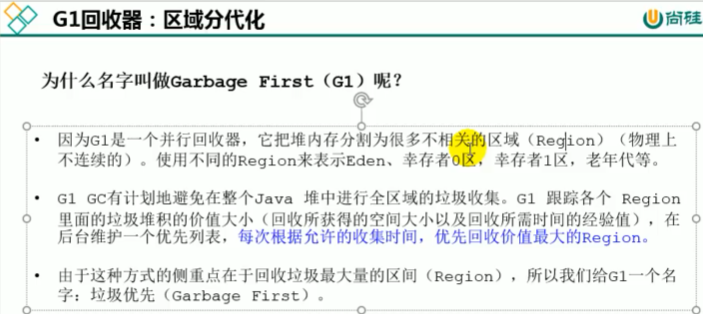 G1回收器：区域分代化
尚硅
为什么名字叫做Garbage First（G1）呢？
• 因为G1是一个并行回收器，它把堆内存分割为很多不相关的区域（Region）（物理上
不连续的）。使用不同的Region来表示Eden、幸存者0区，幸存者1区，老年代等。
• G1 GC有计划地避免在整个Java 堆中进行全区域的垃圾收集。G1 跟踪各个 Region
里面的垃圾堆积的价值大小（回收所获得的空间大小以及回收所需时间的经验值），在
后台维护一个优先列表，每次根据允许的收集时间，优先回收价值最大的Region。
• 由于这种方式的侧重点在于回收垃圾最大量的区间（Region），所以我们给G1一个名
字：垃圾优先（Garbage First）。